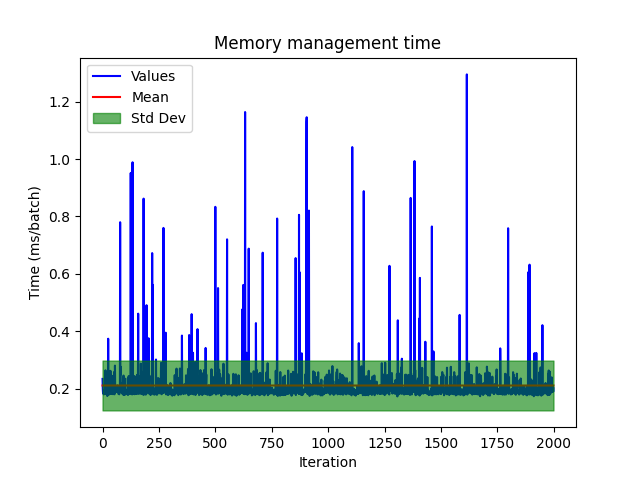 Memory management time
Values
Mean
Std Dev
Time (ms/batch)
1.2
1.0
0.8
0.6
0.4
0.2
0 250 500 750 1000 1250 1500 1750 2000
Iteration